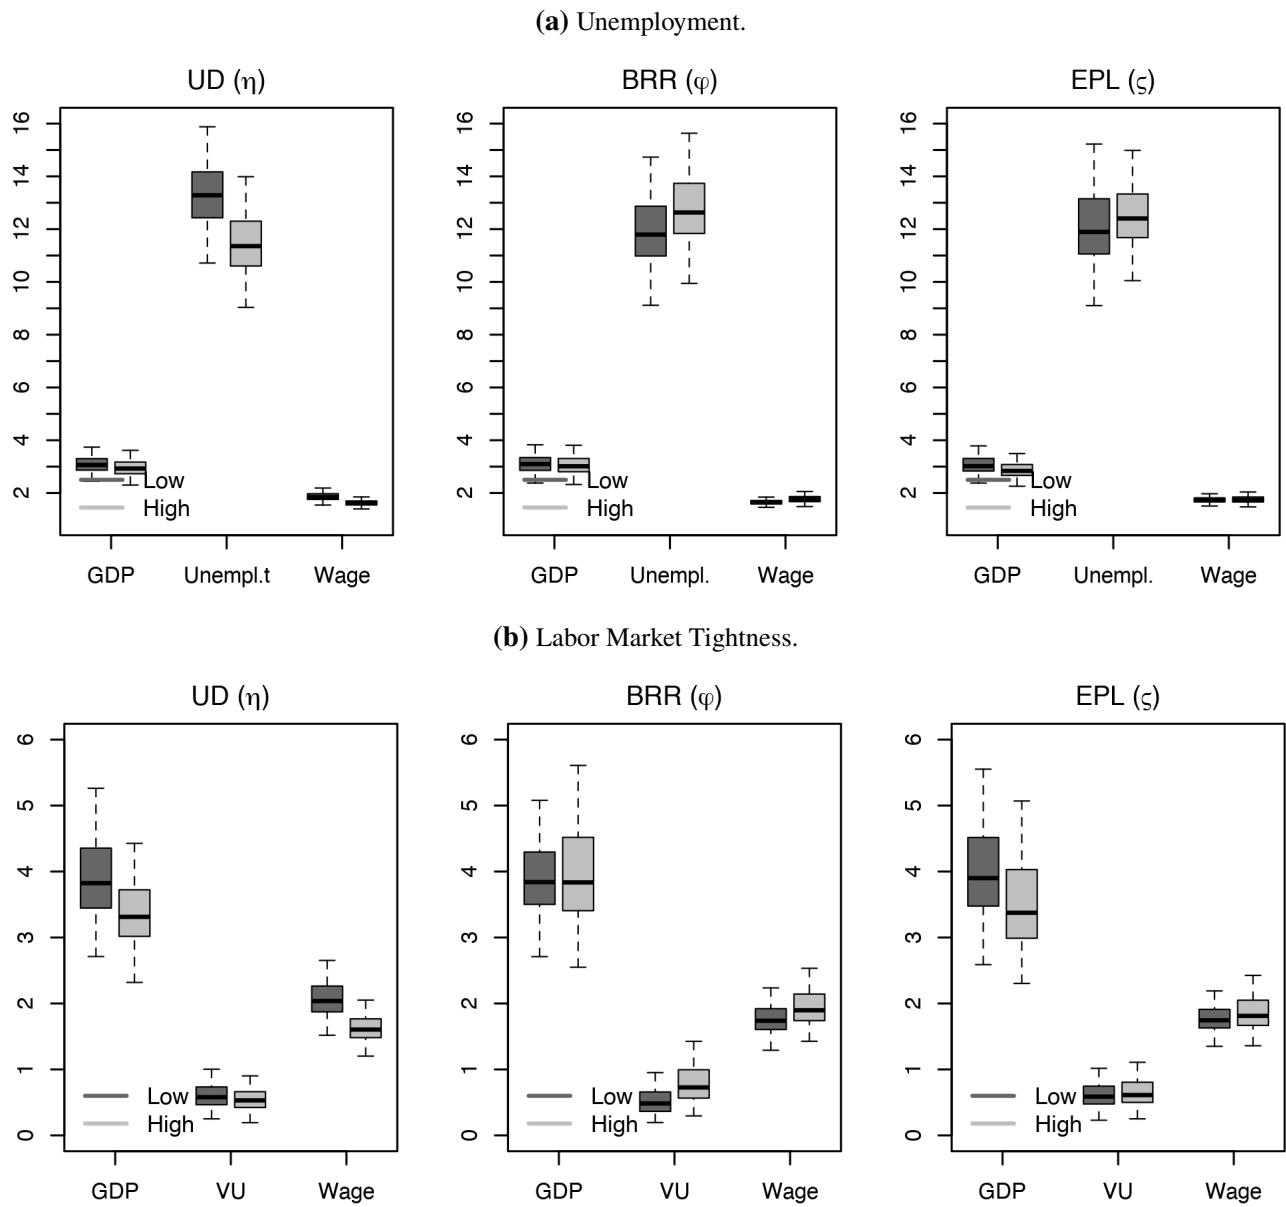 (a) Unemployment.
UD (η) BRR (φ) EPL (ς)
16 16 16
14 14 14
12 12 12
10 10 10
8 8 8
6 6 6
4 4 4
2 2 2
Low Low Low
High High High
GDP Unempl.t Wage GDP Unempl. Wage GDP Unempl. Wage
(b) Labor Market Tightness.
UD (η) BRR (φ) EPL (ς)
6 6 6
5 5 5
4 4 4
3 3 3
2 2 2
1 1 1
0 0 0
Low Low Low
High High High
GDP VU Wage GDP VU Wage GDP VU Wage